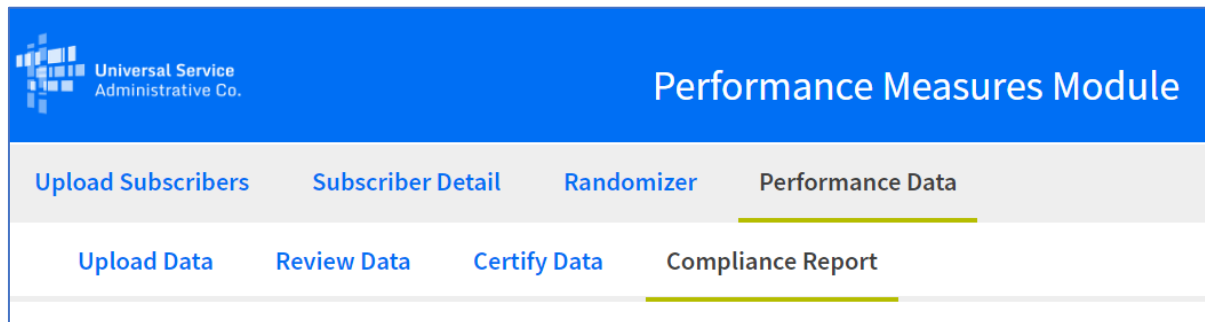 Universal Service
Administrative Co.
Performance Measures Module
Upload Subscribers Subscriber Detail Randomizer Performance Data
Upload Data Review Data Certify Data Compliance Report